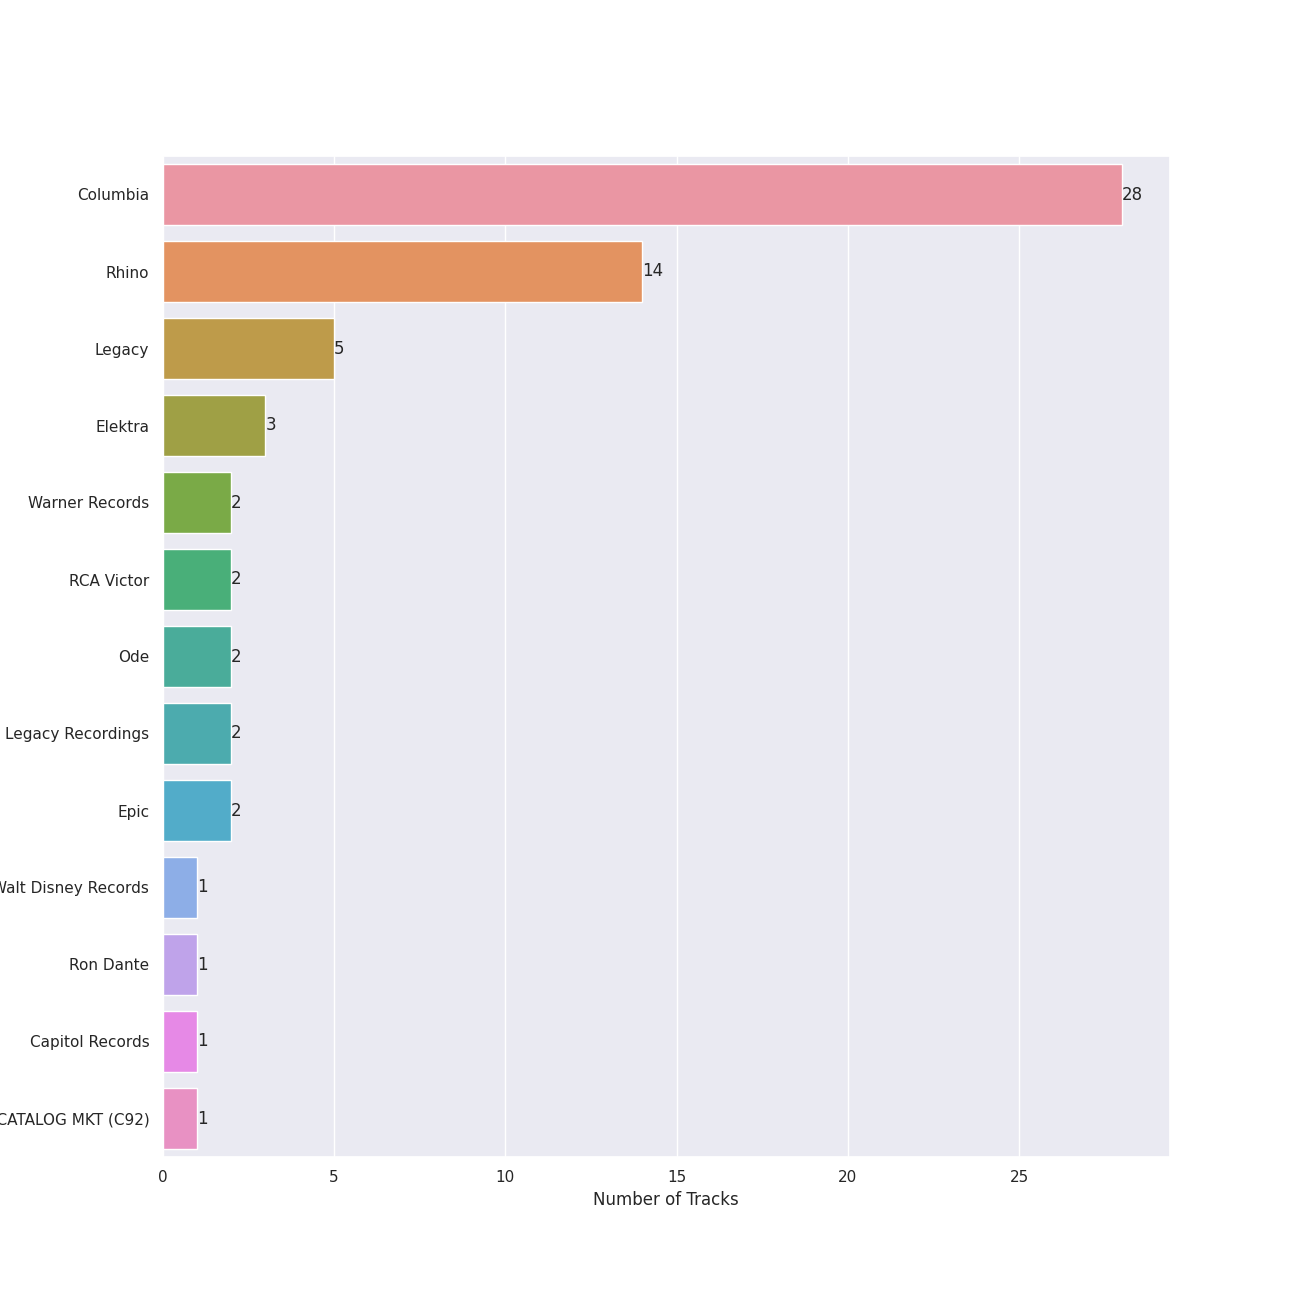 Columbia 28
Rhino 14
Legacy 5
Elektra 3
Warner Records 2
RCA Victor 2
Ode 2
Legacy Recordings 2
Epic 2
Walt Disney Records 1
Ron Dante 1
Capitol Records 1
CATALOG MKT (C92) 1
0 5 10 15 20 25
Number of Tracks